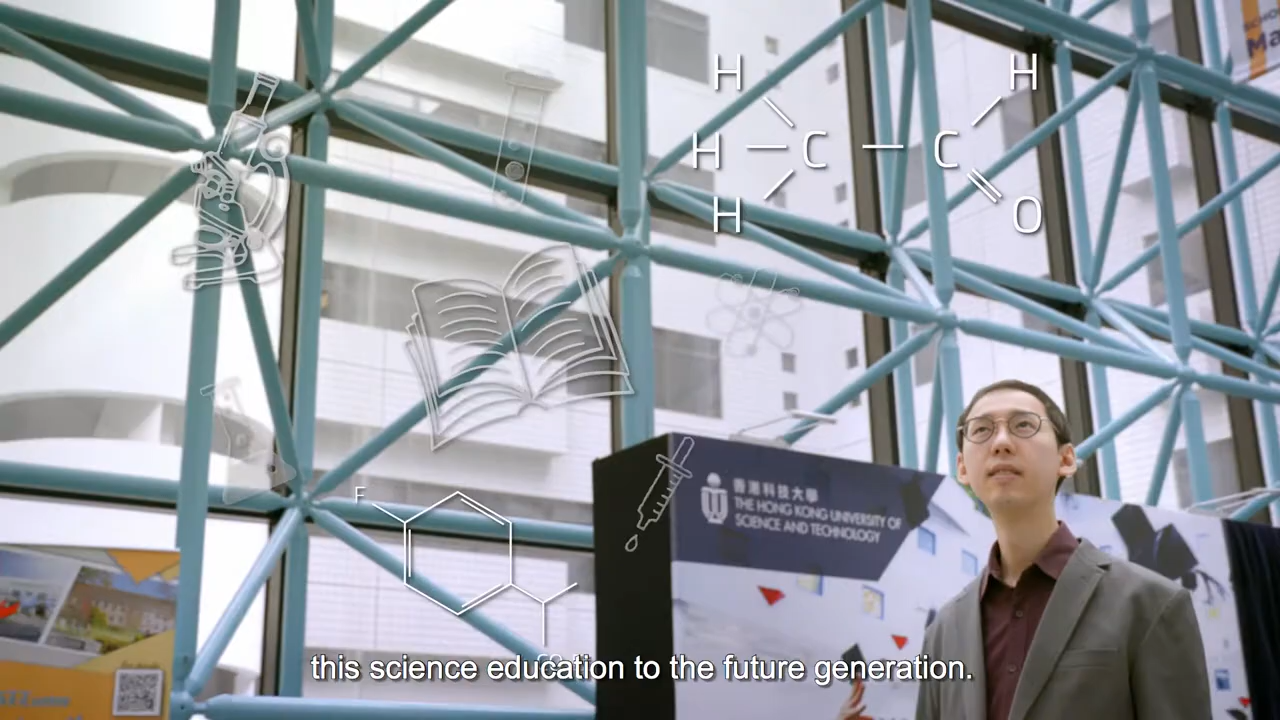 H H
H C C
H O
F
香港科技大學
THE HONG KONG UNIVERSITY OF
SCIENCE AND TECHNOLOGY
this science education to the future generation.